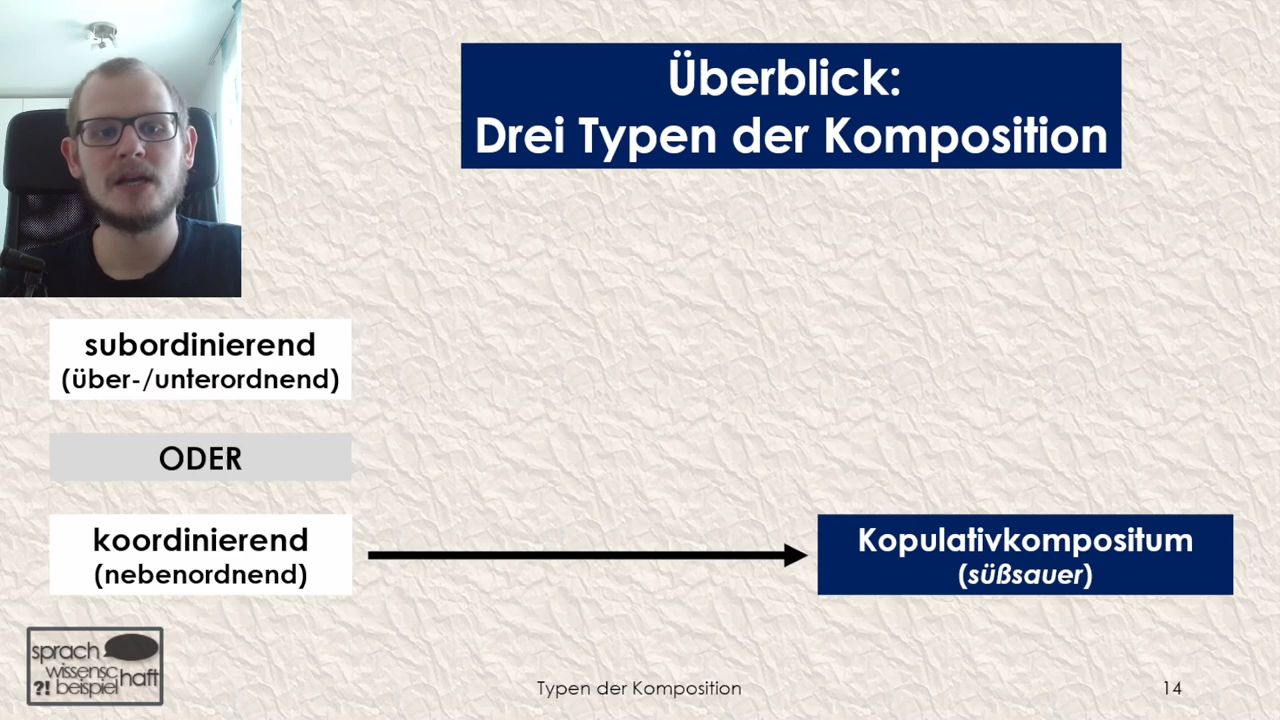 Überblick:
Drei Typen der Komposition
subordinierend
(über-/unterordnend)
ODER
koordinierend
(nebenordnend)
Kopulativkompositum
(süßsauer)
sprach
wissensc
haft
?! beispiel
Typen der Komposition
14